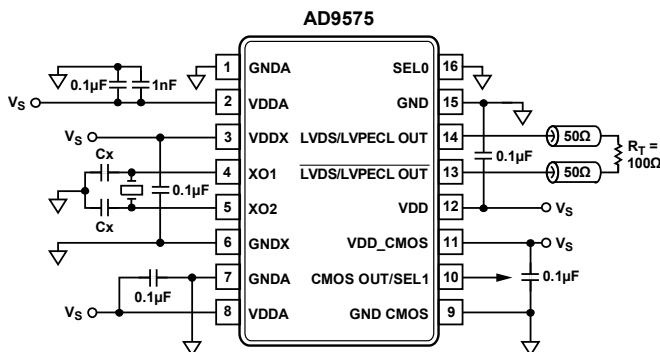 AD9575
1 GNDA
2 VDDA
3 VDDX
4 XO1
5 XO2
6 GNDX
7 GNDA
8 VDDA
SEL0 16
GND 15
LVDS/LVPECL OUT 14
LVDS/LVPECL OUT 13
VDD 12
VDD_CMOS 11
CMOS OUT/SEL1 10
GND CMOS 9
0.1µF
1nF
VS
VS
Cx
Cx
0.1µF
0.1µF
VS
50Ω
50Ω
RT =
100Ω
0.1µF
VS
VS
0.1µF